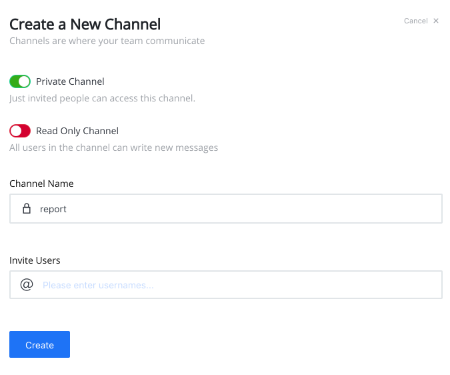 Create a New Channel
Cancel ×
Channels are where your team communicate
Private Channel
Just invited people can access this channel.
Read Only Channel
All users in the channel can write new messages
Channel Name
report
Invite Users
@ Please enter usernames...
Create